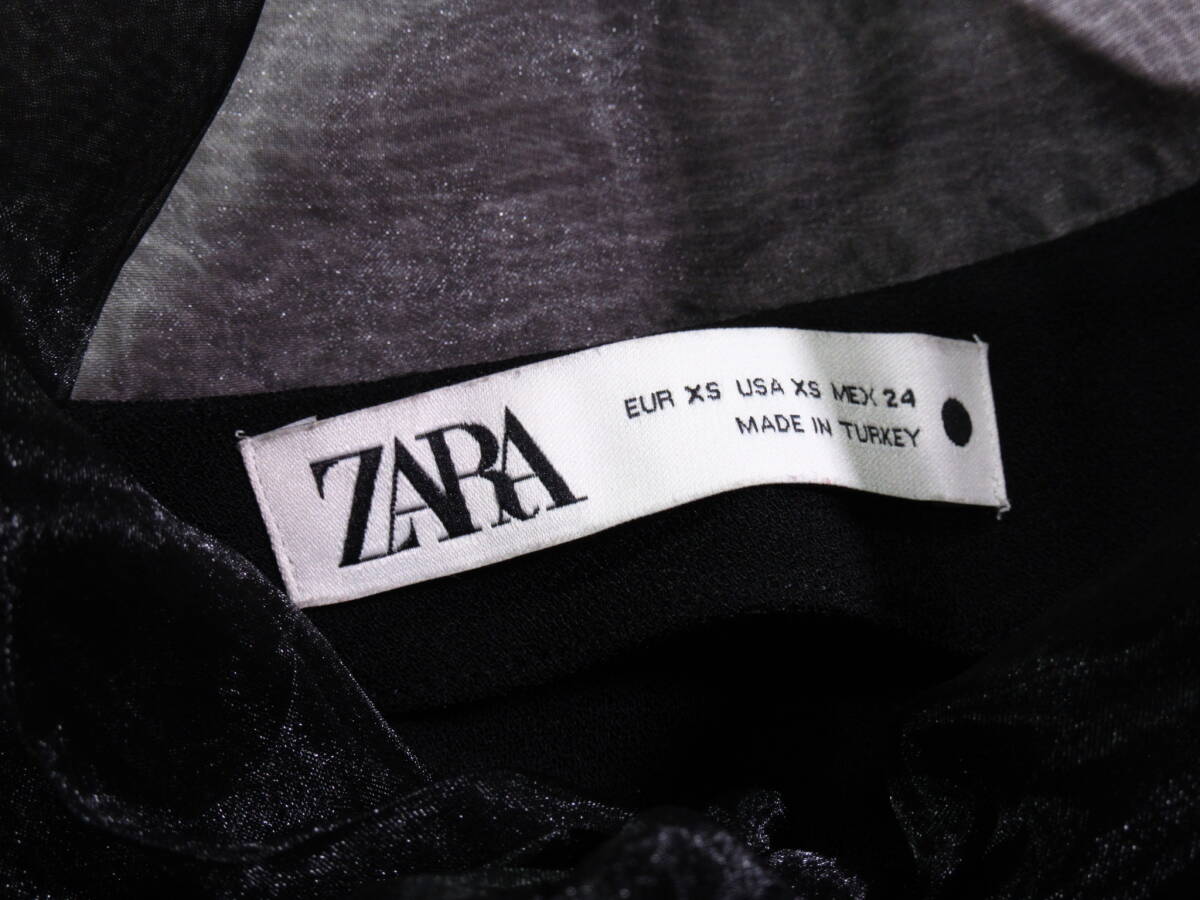 ZARA
EUR XS USA XS MEX 24
MADE IN TURKEY